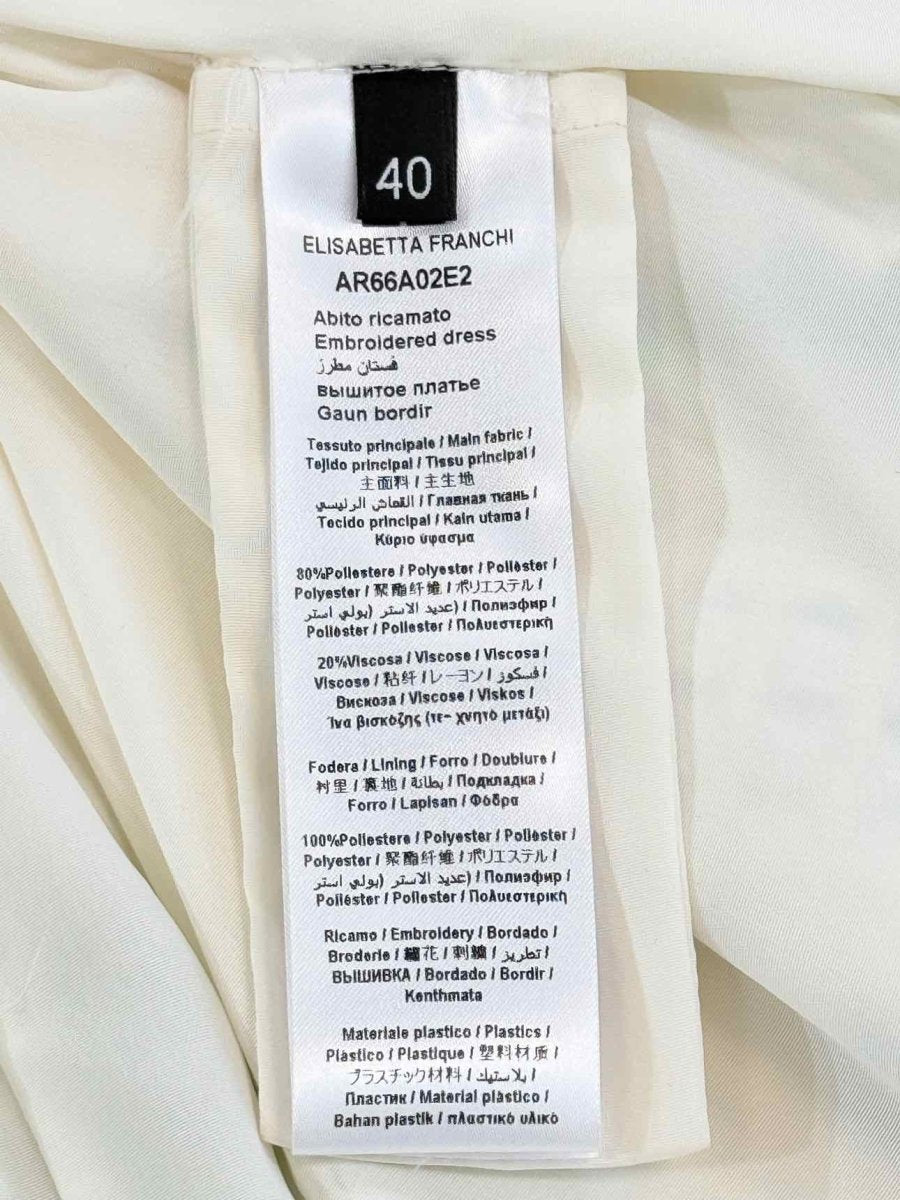 40
ELISABETTA FRANCHI
AR66A02E2
Abito ricamato
Embroidered dress
فستان مطرز
вышитое платье
Gaun bordir
Tessuto principale / Main fabric /
Tejido principal / Tissu principal /
主面料 / 主生地
القماش الرئيسي / Главная ткань /
Tecido principal / Kain utama /
Κύριο ύφασμα
80%Poliestere / Polyester / Poliéster /
Polyester / 聚酯纤维 / ポリエステル /
عديد الاستر (بولي استر) / Полиэфир /
Poliéster / Poliester / Πολυεστερική
20%Viscosa / Viscose / Viscosa /
Viscose / 粘纤 / レーヨン / فسكوز /
Вискоза / Viscose / Viskos /
Ίνα βισκόζης (τε- χνητό μετάξι)
Fodera / Lining / Forro / Doublure /
衬里 / 裏地 / بطانة / Подкладка /
Forro / Lapisan / Φόδρα
100%Poliestere / Polyester / Poliéster /
Polyester / 聚酯纤维 / ポリエステル /
عديد الاستر (بولي استر) / Полиэфир /
Poliéster / Poliester / Πολυεστερική
Ricamo / Embroidery / Bordado /
Broderie / 繡花 / 刺繍 / تطريز /
ВЫШИВКА / Bordado / Bordir /
Kenthmata
Materiale plastico / Plastics /
Plàstico / Plastique / 塑料材质 /
プラスチック材料 / بلاستيك /
Пластик / Material plàstico /
Bahan plastik / πλαστικό υλικό